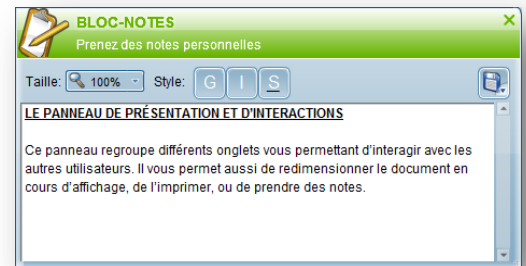 BLOC-NOTES
Prenez des notes personnelles
Taille: 100% Style: G I S
LE PANNEAU DE PRÉSENTATION ET D'INTERACTIONS
Ce panneau regroupe différents onglets vous permettant d'interagir avec les
autres utilisateurs. Il vous permet aussi de redimensionner le document en
cours d'affichage, de l'imprimer, ou de prendre des notes.